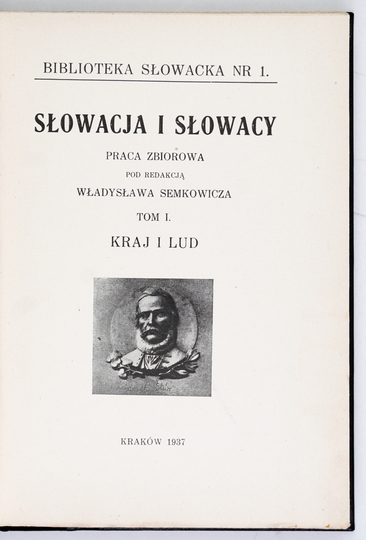 BIBLIOTEKA SŁOWACKA NR 1.
SŁOWACJA I SŁOWACY
PRACA ZBIOROWA
POD REDAKCJĄ
WŁADYSŁAWA SEMKOWICZA
TOM I.
KRAJ I LUD
KRAKÓW 1937